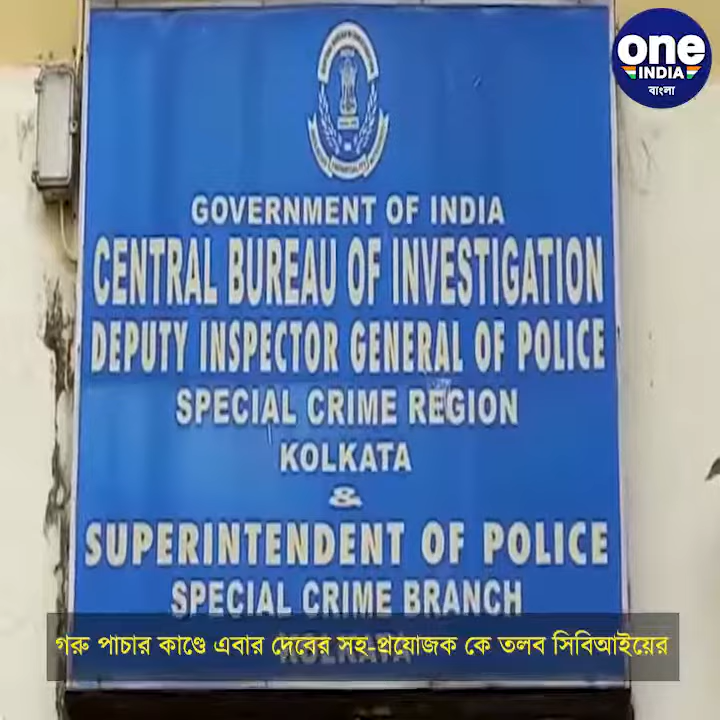 one
INDIA
বাংলা
GOVERNMENT OF INDIA
CENTRAL BUREAU OF INVESTIGATION
DEPUTY INSPECTOR GENERAL OF POLICE
SPECIAL CRIME REGION
KOLKATA
&
SUPERINTENDENT OF POLICE
SPECIAL CRIME BRANCH
KOLKATA
গরু পাচার কাণ্ডে এবার দেবের সহ-প্রযোজক কে তলব সিবিআইয়ের